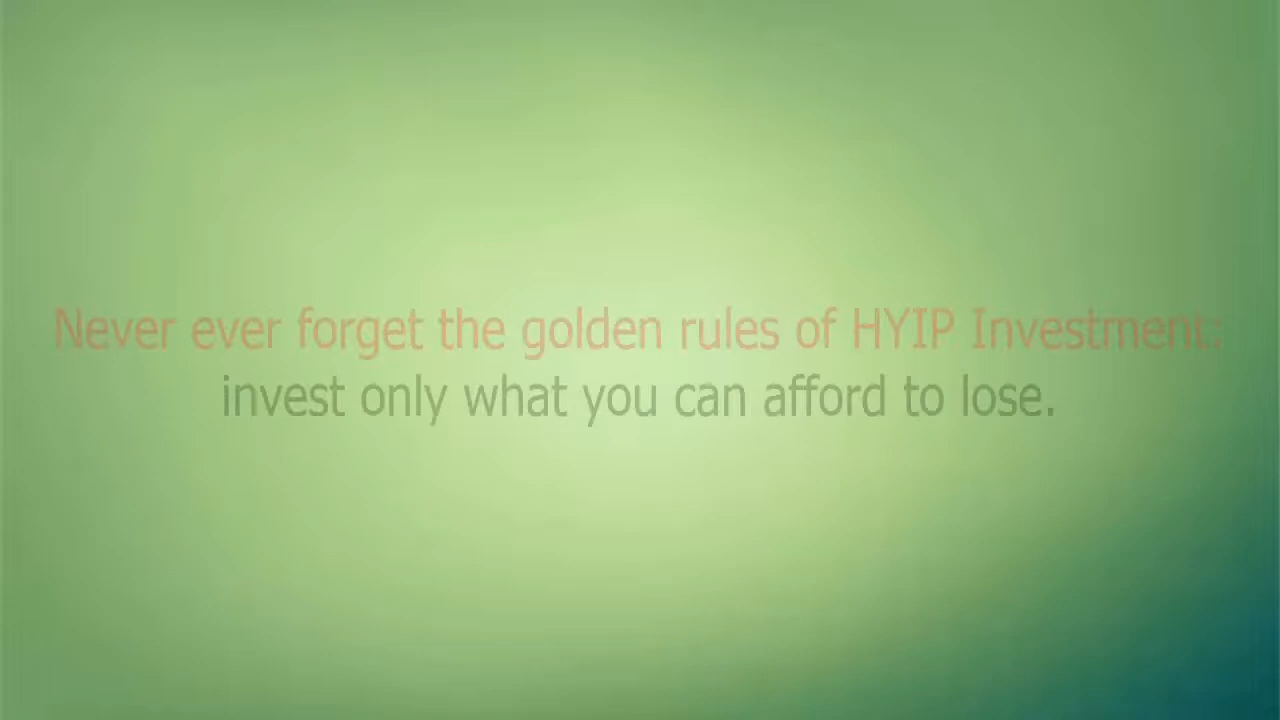 Never ever forget the golden rules of HYIP Investment:
invest only what you can afford to lose.